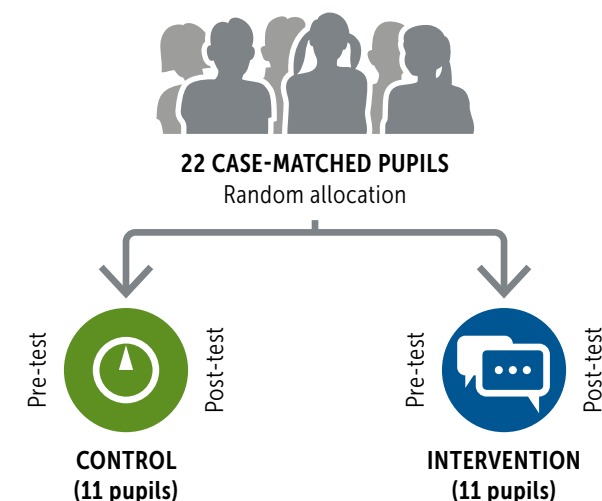 22 CASE-MATCHED PUPILS
Random allocation
Pre-test
Post-test
CONTROL
(11 pupils)
Pre-test
Post-test
INTERVENTION
(11 pupils)